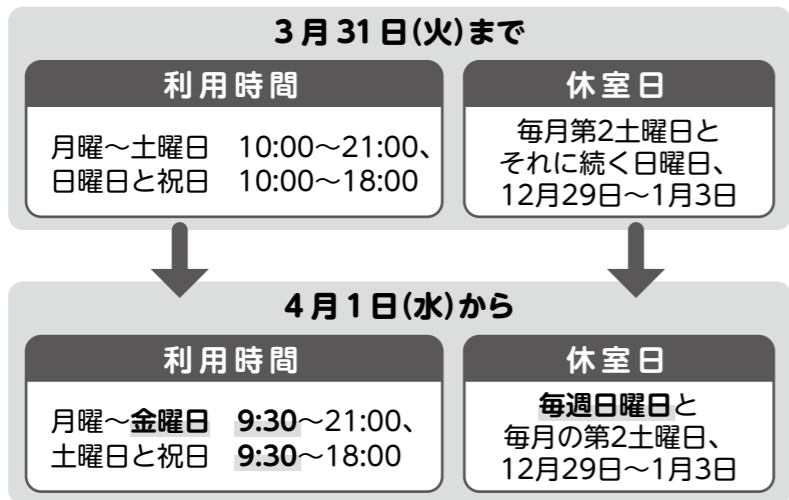 3月31日(火)まで
利用時間
月曜～土曜日 10:00～21:00、
日曜日と祝日 10:00～18:00
休室日
毎月第2土曜日と
それに続く日曜日、
12月29日～1月3日
4月1日(水)から
利用時間
月曜～金曜日 9:30～21:00、
土曜日と祝日 9:30～18:00
休室日
毎週日曜日と
毎月の第2土曜日、
12月29日～1月3日